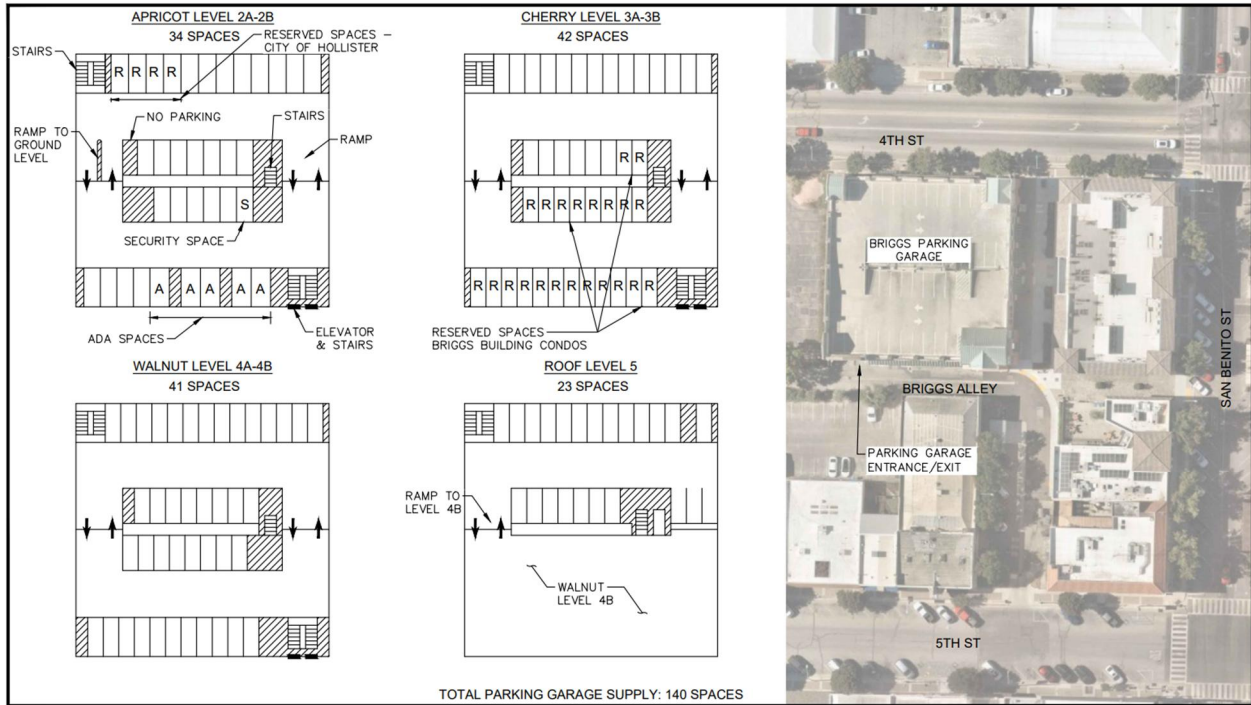 APRICOT LEVEL 2A-2B
34 SPACES
RESERVED SPACES –
CITY OF HOLLISTER
STAIRS
R R R R
NO PARKING
STAIRS
RAMP TO
GROUND
LEVEL
RAMP
S
SECURITY SPACE
A A A A A
ADA SPACES
ELEVATOR
& STAIRS
CHERRY LEVEL 3A-3B
42 SPACES
R R
R R R R R R R R
R R R R R R R R R R R R
RESERVED SPACES
BRIGGS BUILDING CONDOS
WALNUT LEVEL 4A-4B
41 SPACES
ROOF LEVEL 5
23 SPACES
RAMP TO
LEVEL 4B
WALNUT
LEVEL 4B
TOTAL PARKING GARAGE SUPPLY: 140 SPACES
4TH ST
BRIGGS PARKING
GARAGE
SAN BENITO ST
BRIGGS ALLEY
PARKING GARAGE
ENTRANCE/EXIT
5TH ST